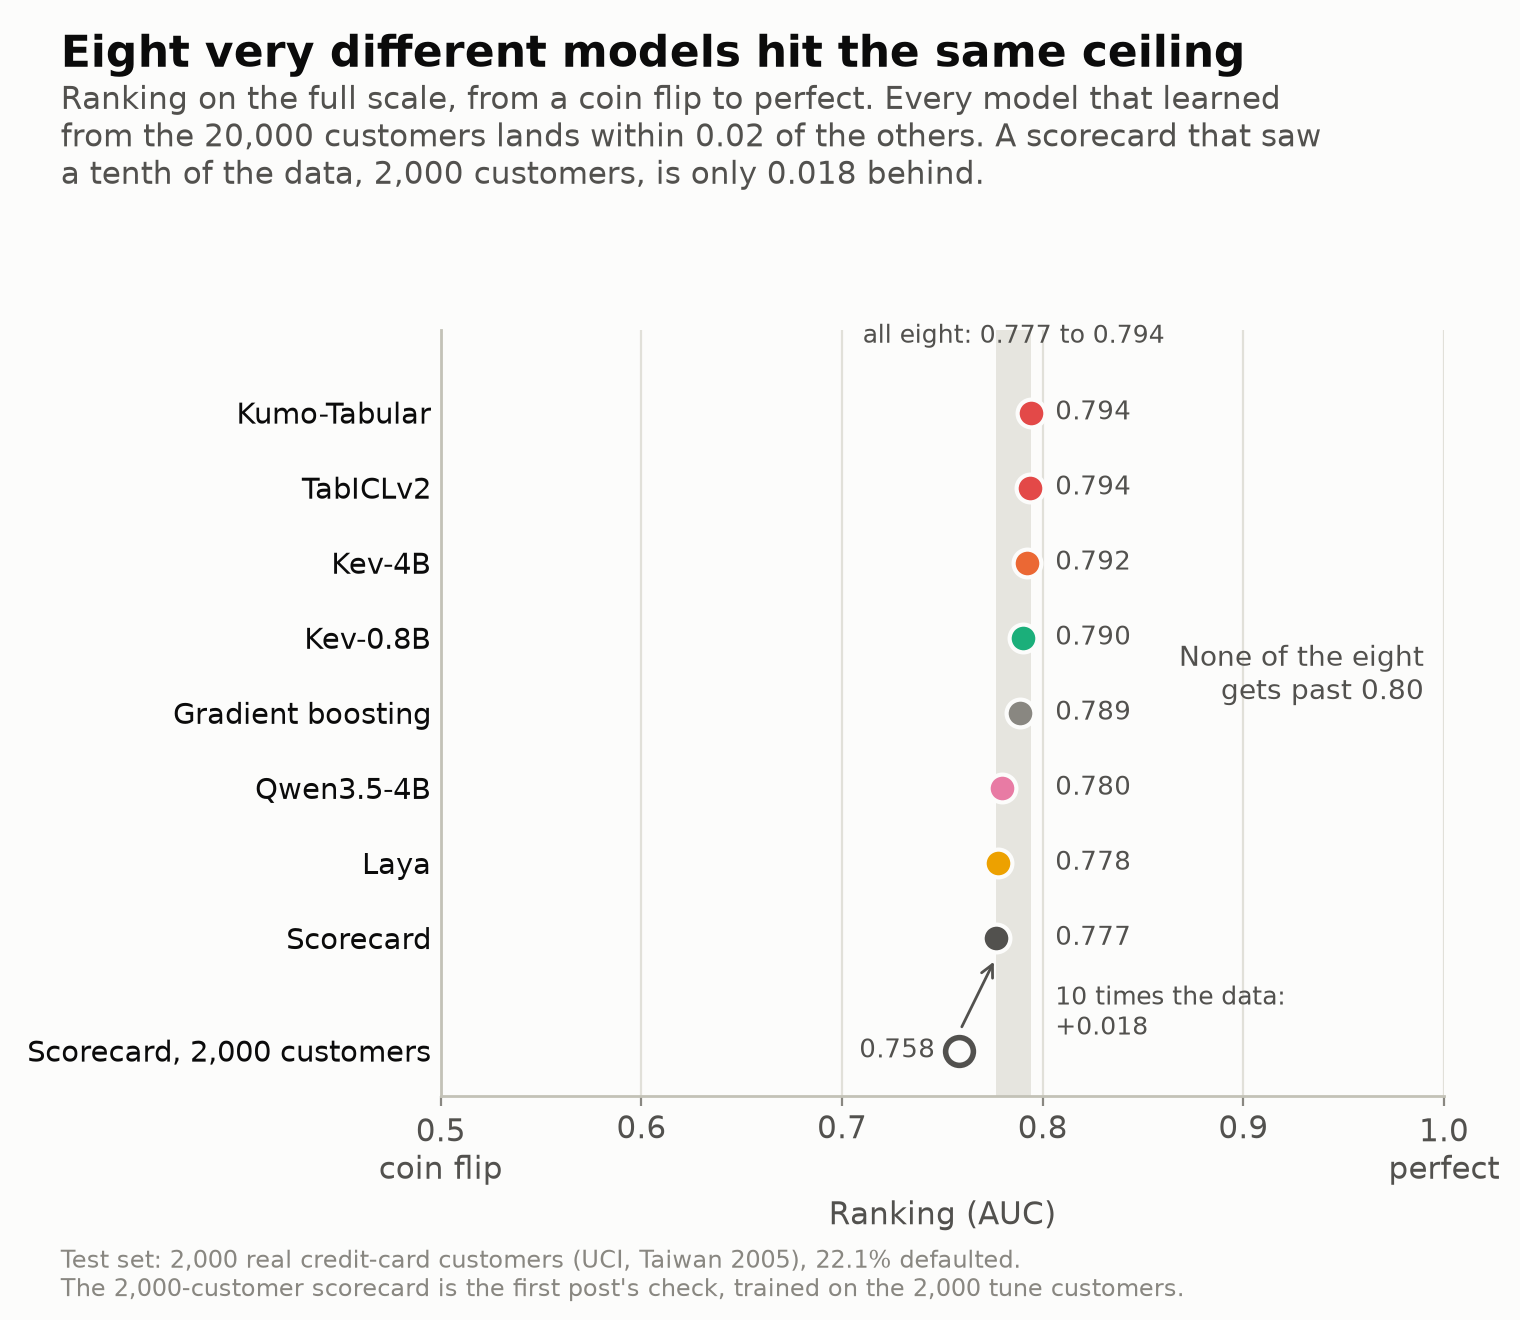 Eight very different models hit the same ceiling
Ranking on the full scale, from a coin flip to perfect. Every model that learned
from the 20,000 customers lands within 0.02 of the others. A scorecard that saw
a tenth of the data, 2,000 customers, is only 0.018 behind.
all eight: 0.777 to 0.794
Kumo-Tabular 0.794
TabICLv2 0.794
Kev-4B 0.792
Kev-0.8B 0.790
None of the eight
gets past 0.80
Gradient boosting 0.789
Qwen3.5-4B 0.780
Laya 0.778
Scorecard 0.777
10 times the data:
+0.018
Scorecard, 2,000 customers 0.758
0.5 0.6 0.7 0.8 0.9 1.0
coin flip perfect
Ranking (AUC)
Test set: 2,000 real credit-card customers (UCI, Taiwan 2005), 22.1% defaulted.
The 2,000-customer scorecard is the first post's check, trained on the 2,000 tune customers.